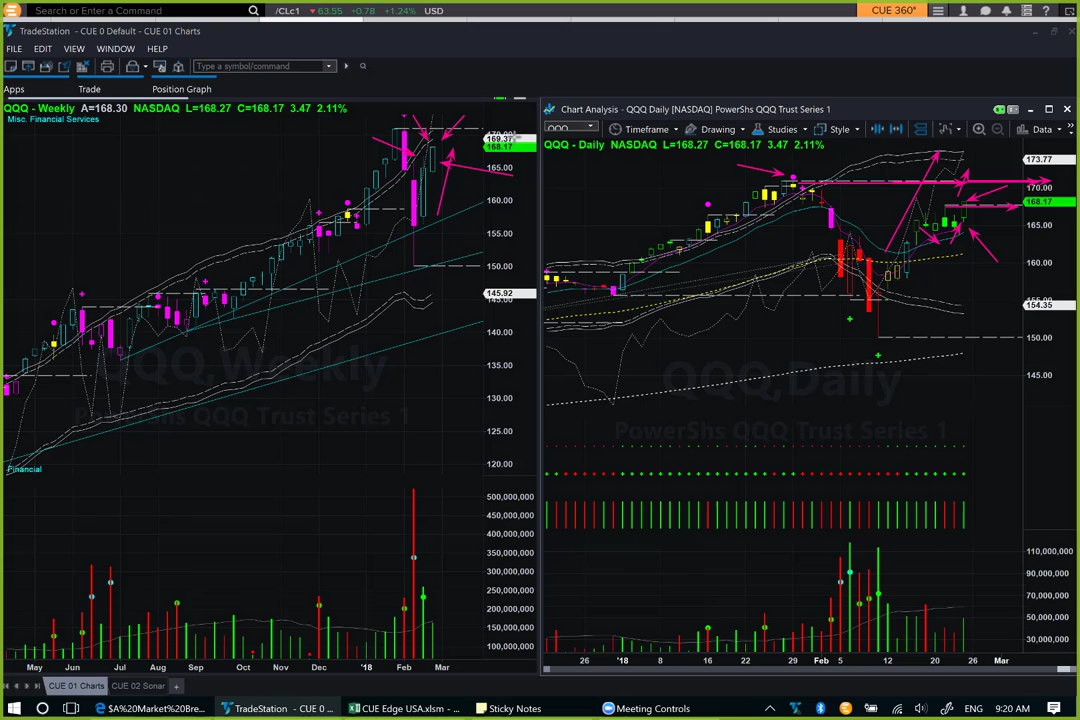 Search or Enter a Command
/CLc1 63.55 +0.78 +1.24% USD
CUE 360°
TradeStation - CUE 0 Default - CUE 01 Charts
FILE EDIT VIEW WINDOW HELP
Type a symbol/command
Apps Trade Position Graph
QQQ - Weekly A=168.30 NASDAQ L=168.27 C=168.17 3.47 2.11%
Misc. Financial Services
169.37
168.17
165.00
160.00
155.00
150.00
145.92
145.00
140.00
135.00
130.00
125.00
120.00
QQQ,Weekly
PowerShs QQQ Trust Series 1
Financial
500,000,000
450,000,000
400,000,000
350,000,000
300,000,000
250,000,000
200,000,000
150,000,000
100,000,000
May Jun Jul Aug Sep Oct Nov Dec '18 Feb Mar
Chart Analysis - QQQ Daily [NASDAQ] PowerShs QQQ Trust Series 1
QQQ Timeframe Drawing Studies Style Data
QQQ - Daily NASDAQ L=168.27 C=168.17 3.47 2.11%
173.77
170.00
168.17
165.00
160.00
154.35
150.00
145.00
QQQ,Daily
PowerShs QQQ Trust Series 1
110,000,000
90,000,000
70,000,000
50,000,000
30,000,000
26 '18 8 16 22 29 Feb 5 12 20 26 Mar
CUE 01 Charts CUE 02 Sonar +
$A%20Market%20Bre...
TradeStation - CUE 0 ...
CUE Edge USA.xlsm - ...
Sticky Notes
Meeting Controls
ENG 9:20 AM